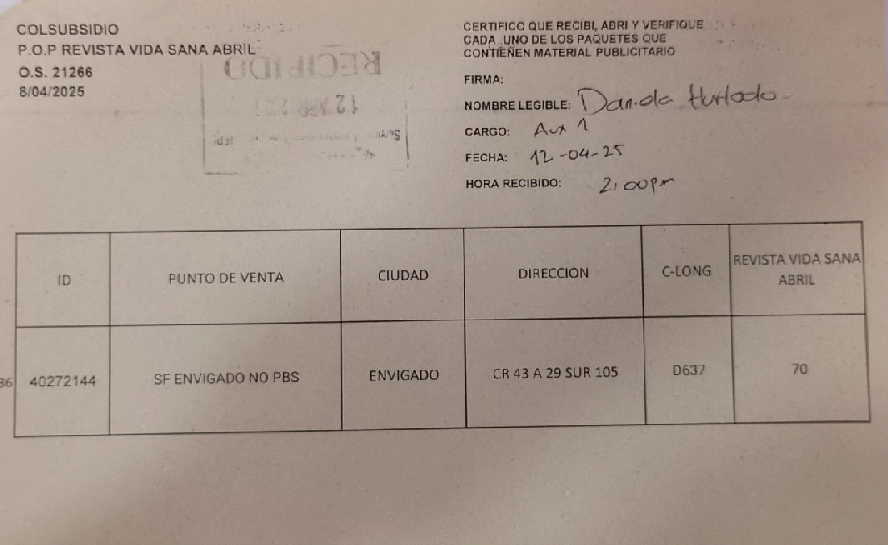 COLSUBSIDIO
P.O.P REVISTA VIDA SANA ABRIL
O.S. 21266
8/04/2025
RECIBIDO
CERTIFICO QUE RECIBI, ABRI Y VERIFIQUE
CADA UNO DE LOS PAQUETES QUE
CONTIENEN MATERIAL PUBLICITARIO
FIRMA:
NOMBRE LEGIBLE: Daniela Hurtado
CARGO: Aux 1
FECHA: 12-04-25
HORA RECIBIDO: 2:00pm
ID PUNTO DE VENTA CIUDAD DIRECCION C-LONG REVISTA VIDA SANA
ABRIL
36 40272144 SF ENVIGADO NO PBS ENVIGADO CR 43 A 29 SUR 105 D637 70